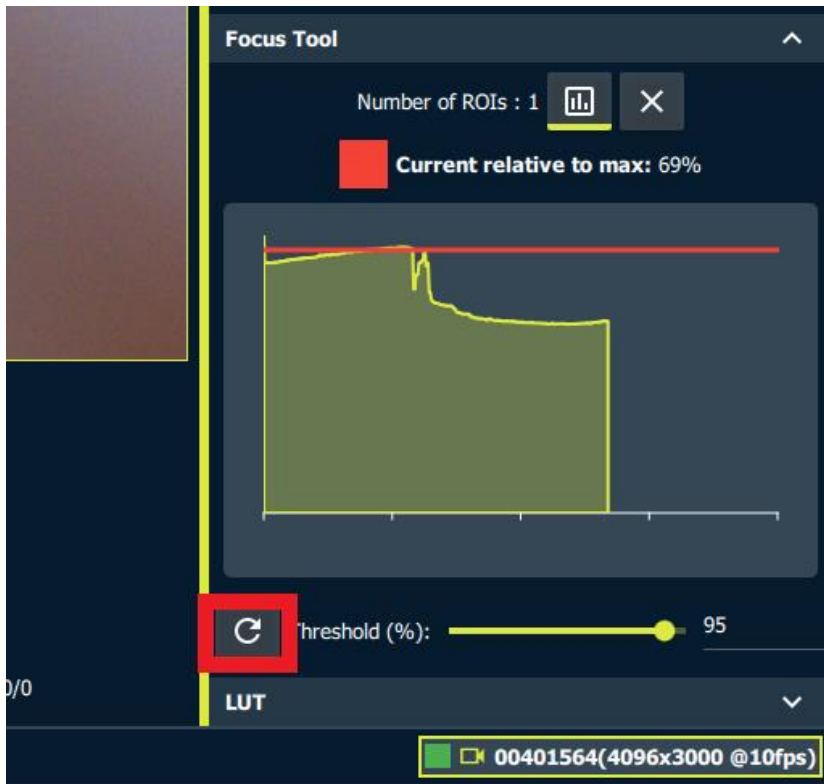 Focus Tool
Number of ROIs : 1
Current relative to max: 69%
Threshold (%): 95
0/0
LUT
00401564(4096x3000 @10fps)